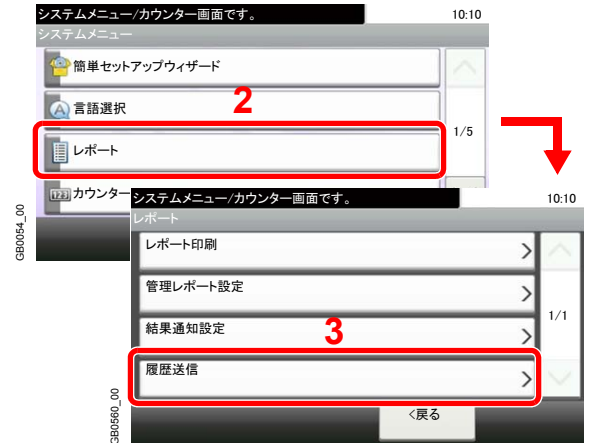 システムメニュー/カウンター画面です。 10:10
システムメニュー
簡単セットアップウィザード
言語選択
2
レポート
1/5
カウンター
GB0054_00
システムメニュー/カウンター画面です。 10:10
レポート
レポート印刷
管理レポート設定
1/1
結果通知設定
3
履歴送信
<戻る
GB0560_00